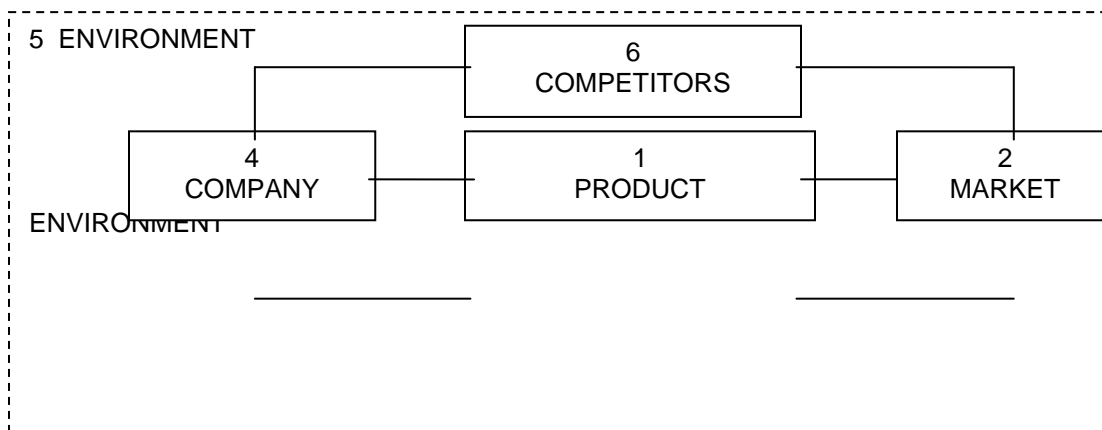 5 ENVIRONMENT
6
COMPETITORS
4
COMPANY
1
PRODUCT
2
MARKET
ENVIRONMENT